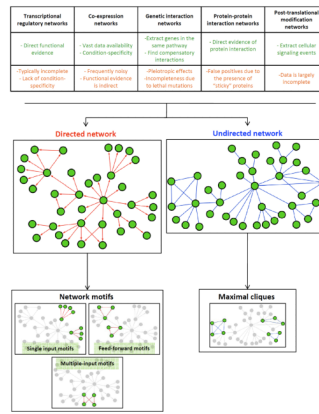 Transcriptional
regulatory networks
Co-expression
networks
Genetic interaction
networks
Protein-protein
interaction networks
Post-translational
modification
networks
- Direct functional
evidence
- Vast data availability
- Condition specificity
-Extract genes in the
same pathway
- Find compensatory
interactions
- Direct evidence of
protein interaction
- Extract cellular
signaling events
-Typically incomplete
- Lack of condition-
specificity
- Frequently noisy
- Functional evidence
is indirect
- Pleiotropic effects
-Incompleteness due
to lethal mutations
-False positives due to
the presence of
"sticky" proteins
-Data is largely
incomplete
Directed network
Undirected network
Network motifs
Maximal cliques
Single input motifs
Feed-forward motifs
Multiple-input motifs